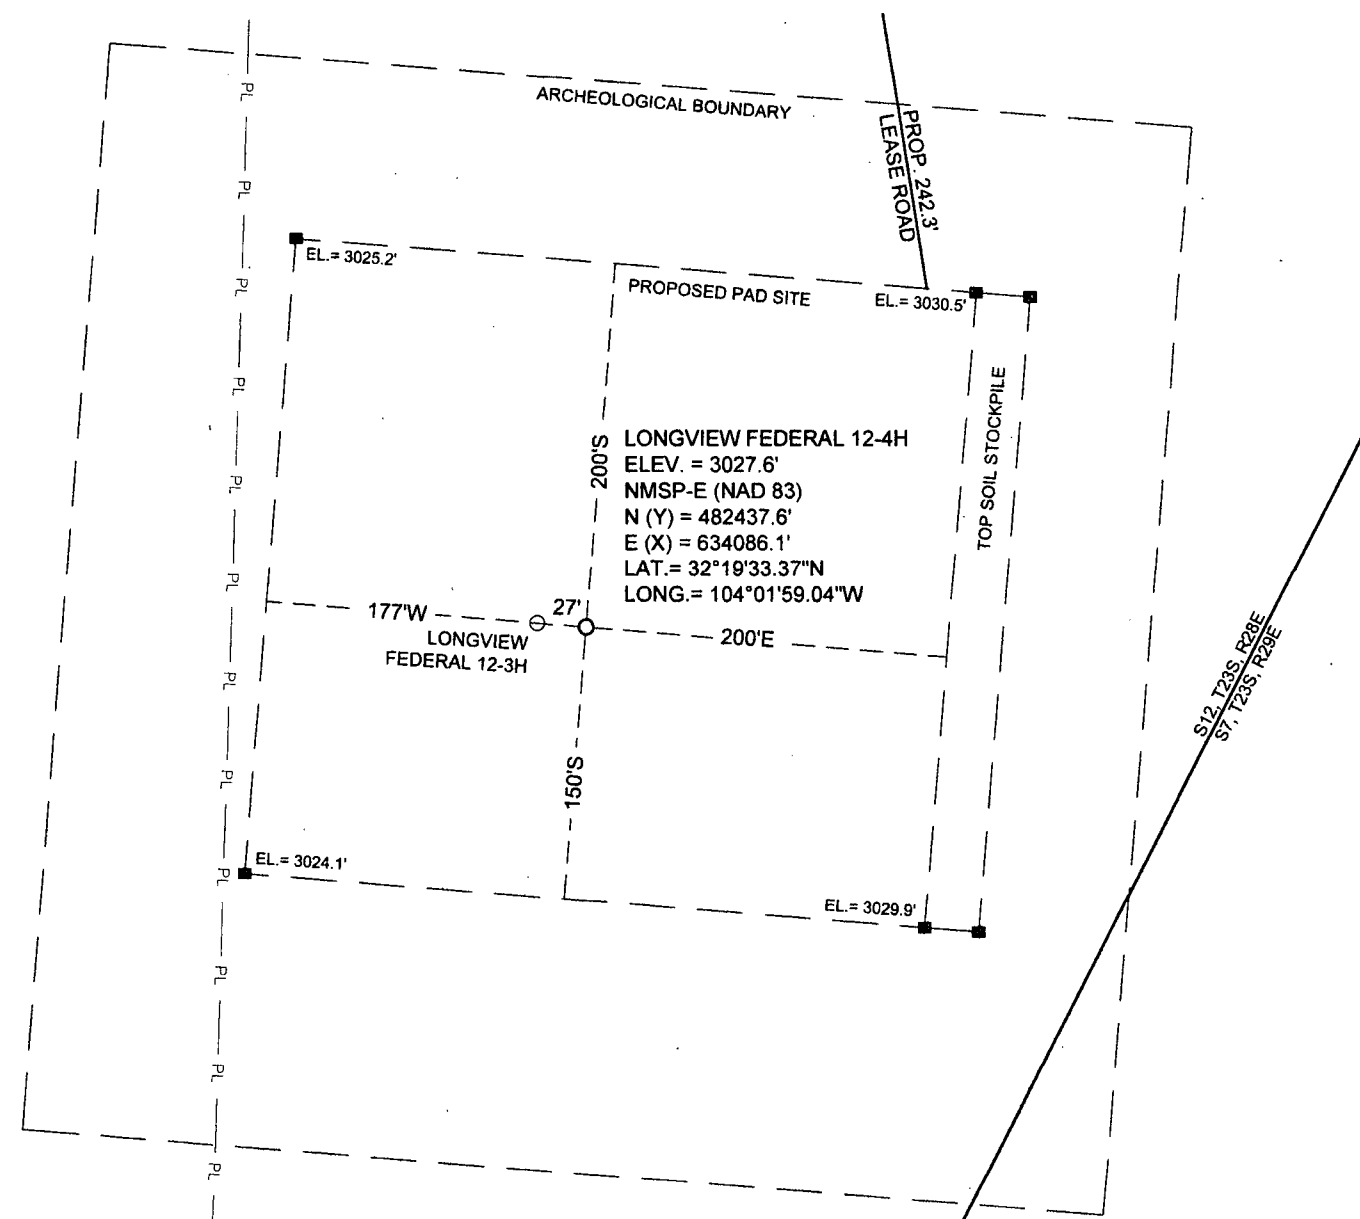 ARCHEOLOGICAL BOUNDARY
PROP. 242.3'
LEASE ROAD
EL.= 3025.2'
PROPOSED PAD SITE
EL.= 3030.5'
TOP SOIL STOCKPILE
200'S
LONGVIEW FEDERAL 12-4H
ELEV. = 3027.6'
NMSP-E (NAD 83)
N (Y) = 482437.6'
E (X) = 634086.1'
LAT.= 32°19'33.37"N
LONG.= 104°01'59.04"W
177'W
27'
200'E
LONGVIEW
FEDERAL 12-3H
S12, T23S, R28E
S7, T23S, R29E
150'S
EL.= 3024.1'
EL.= 3029.9'
PL
PL
PL
PL
PL
PL
PL
PL
PL
PL
PL
PL